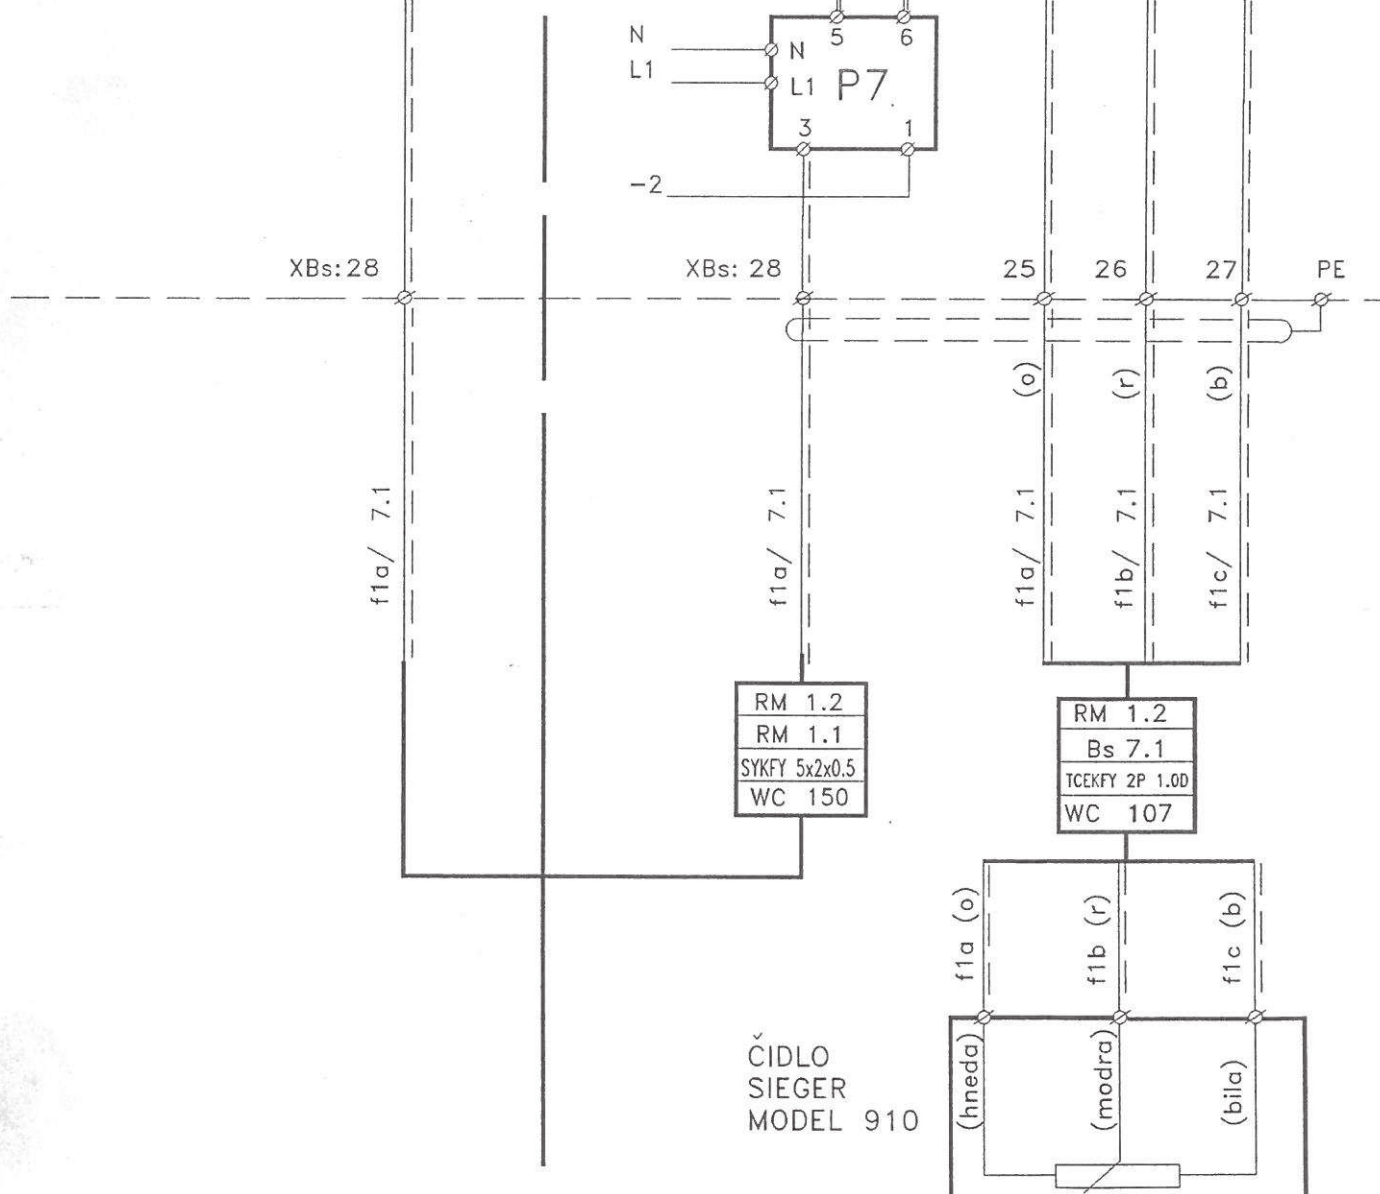 5 6
N
N
L1
L1 P7
3 1
-2
XBs:28
XBs: 28
25
26
27
PE
(o)
(r)
(b)
f1a/ 7.1
f1a/ 7.1
f1a/ 7.1
f1b/ 7.1
f1c/ 7.1
RM 1.2
RM 1.1
SYKFY 5x2x0.5
WC 150
RM 1.2
Bs 7.1
TCEKFY 2P 1.0D
WC 107
f1a (o)
f1b (r)
f1c (b)
ČIDLO
SIEGER
MODEL 910
(hneda)
(modra)
(bila)